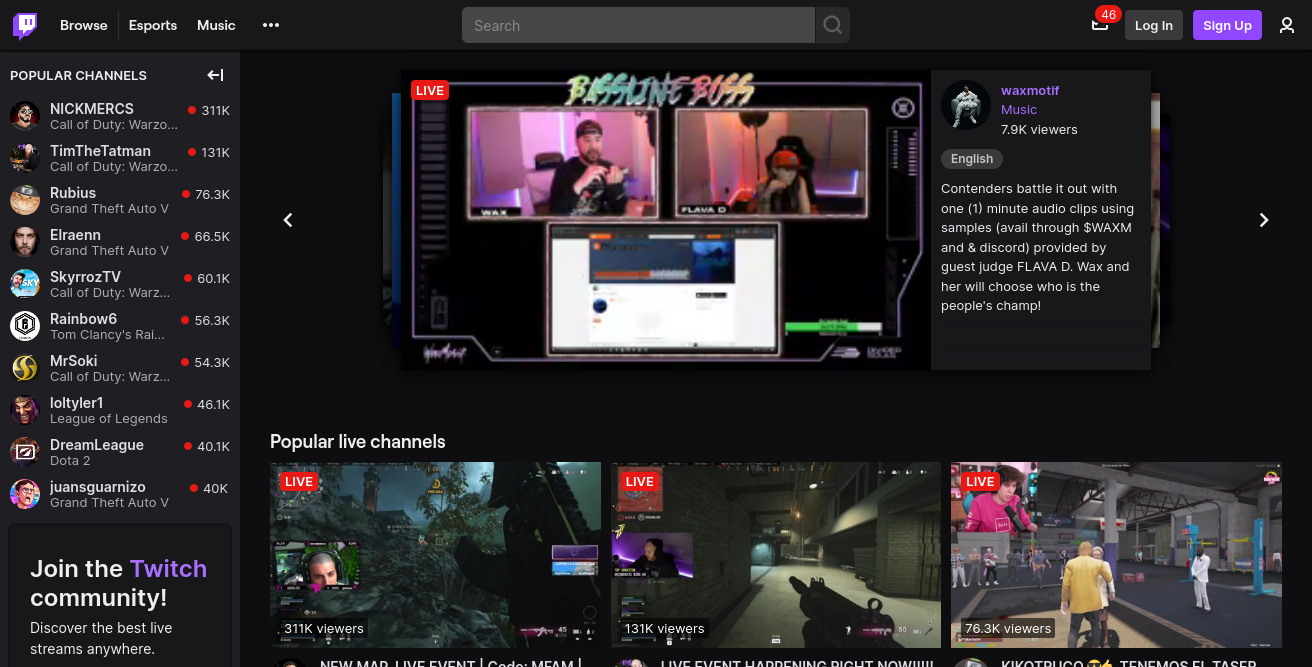 Browse
Esports
Music
Search
46
Log In
Sign Up
POPULAR CHANNELS
NICKMERCS
311K
Call of Duty: Warzo...
TimTheTatman
131K
Call of Duty: Warzo...
Rubius
76.3K
Grand Theft Auto V
Elraenn
66.5K
Grand Theft Auto V
SkyrrozTV
60.1K
Call of Duty: Warz...
Rainbow6
56.3K
Tom Clancy's Rai...
MrSoki
54.3K
Call of Duty: Warz...
loltyler1
46.1K
League of Legends
DreamLeague
40.1K
Dota 2
juansguarnizo
40K
Grand Theft Auto V
Join the Twitch
community!
Discover the best live
streams anywhere.
LIVE
BASSLINE BOSS
WAX
FLAVA D
waxmotif
Music
7.9K viewers
English
Contenders battle it out with
one (1) minute audio clips using
samples (avail through $WAXM
and & discord) provided by
guest judge FLAVA D. Wax and
her will choose who is the
people's champ!
Popular live channels
LIVE
311K viewers
LIVE
131K viewers
LIVE
76.3K viewers
NEW MAP. LIVE EVENT | Code: MFAM |
LIVE EVENT HAPPENING RIGHT NOW!!!!!
KIKOTRUCO 😎👍 TENEMOS EL TASER